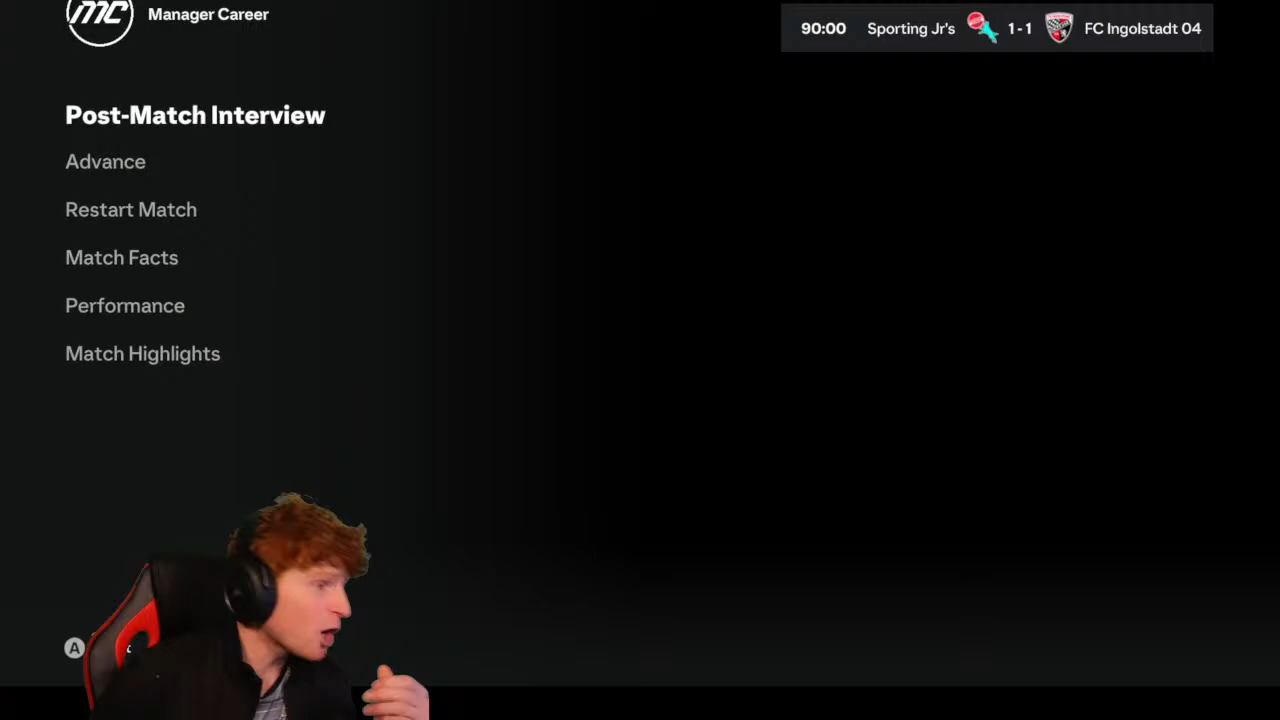 MC Manager Career
90:00 Sporting Jr's 1-1 FC Ingolstadt 04
Post-Match Interview
Advance
Restart Match
Match Facts
Performance
Match Highlights
A